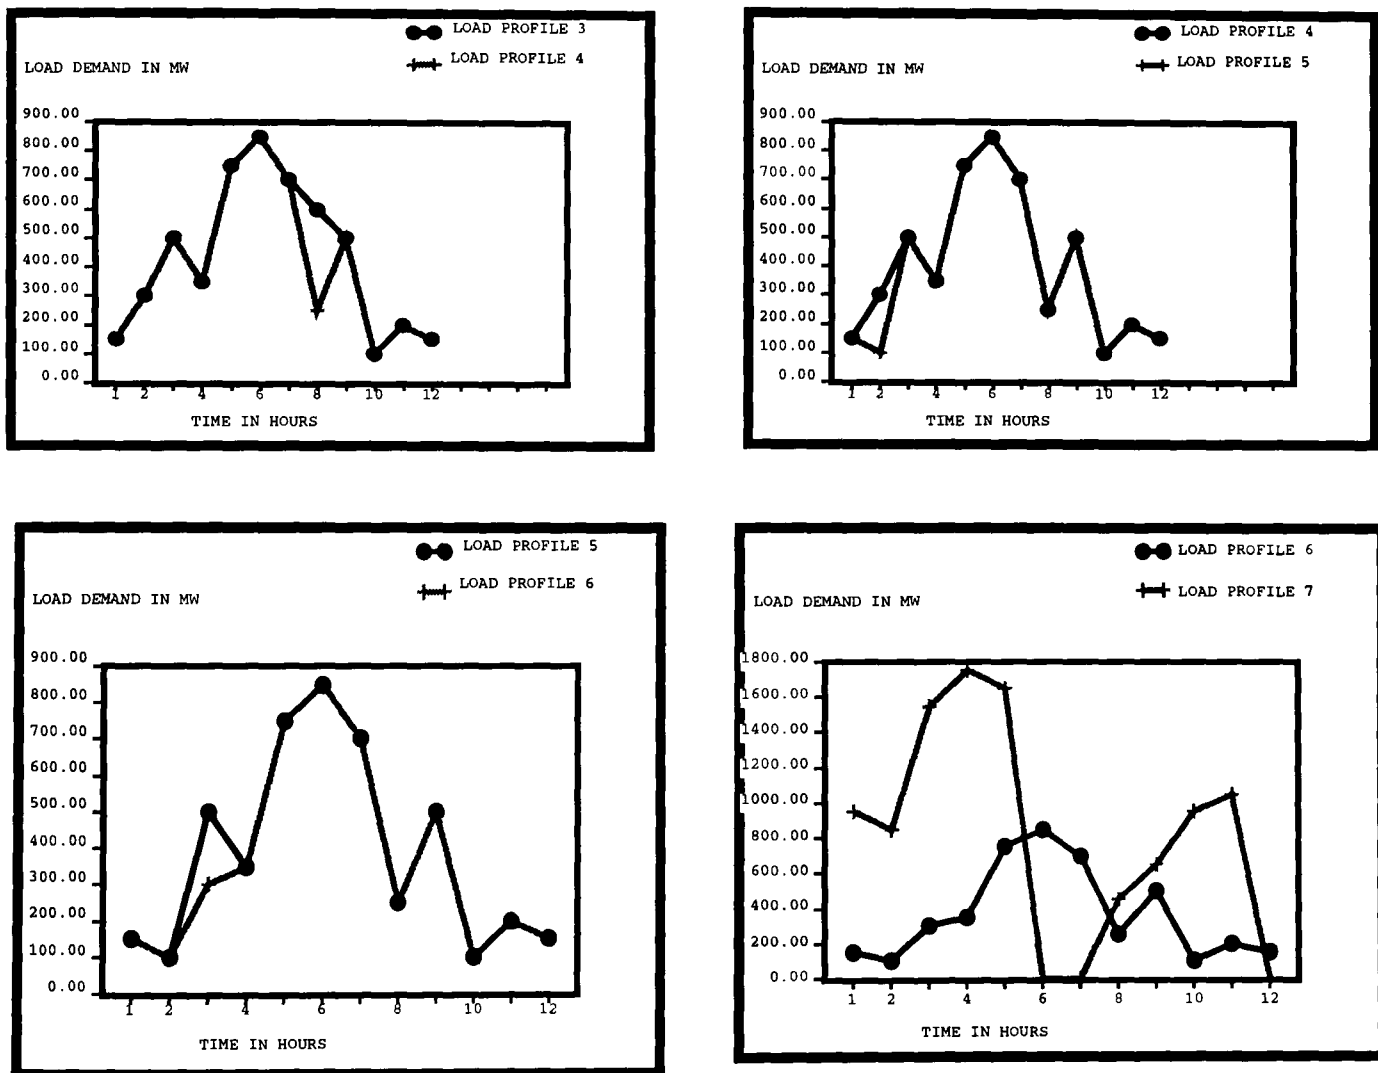 LOAD PROFILE 3
LOAD PROFILE 4
LOAD DEMAND IN MW
900.00
800.00
700.00
600.00
500.00
400.00
300.00
200.00
100.00
0.00
1 2 4 6 8 10 12
TIME IN HOURS
LOAD PROFILE 4
LOAD PROFILE 5
LOAD DEMAND IN MW
900.00
800.00
700.00
600.00
500.00
400.00
300.00
200.00
100.00
0.00
1 2 4 6 8 10 12
TIME IN HOURS
LOAD PROFILE 5
LOAD PROFILE 6
LOAD DEMAND IN MW
900.00
800.00
700.00
600.00
500.00
400.00
300.00
200.00
100.00
0.00
1 2 4 6 8 10 12
TIME IN HOURS
LOAD PROFILE 6
LOAD PROFILE 7
LOAD DEMAND IN MW
1800.00
1600.00
1400.00
1200.00
1000.00
800.00
600.00
400.00
200.00
0.00
1 2 4 6 8 10 12
TIME IN HOURS